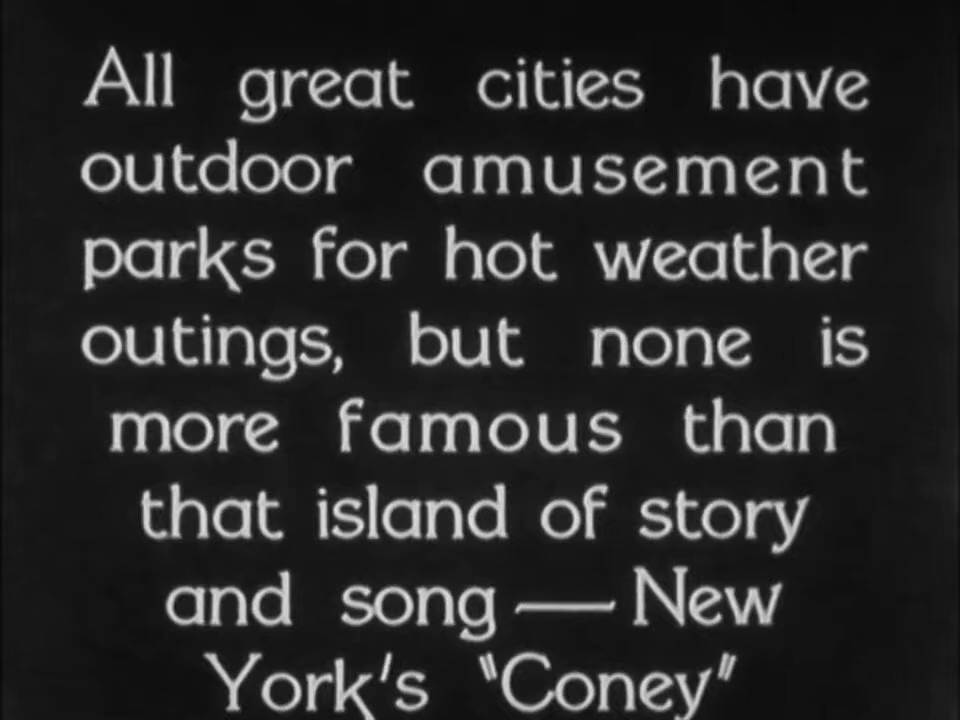 All great cities have
outdoor amusement
parks for hot weather
outings, but none is
more famous than
that island of story
and song — New
York's "Coney"